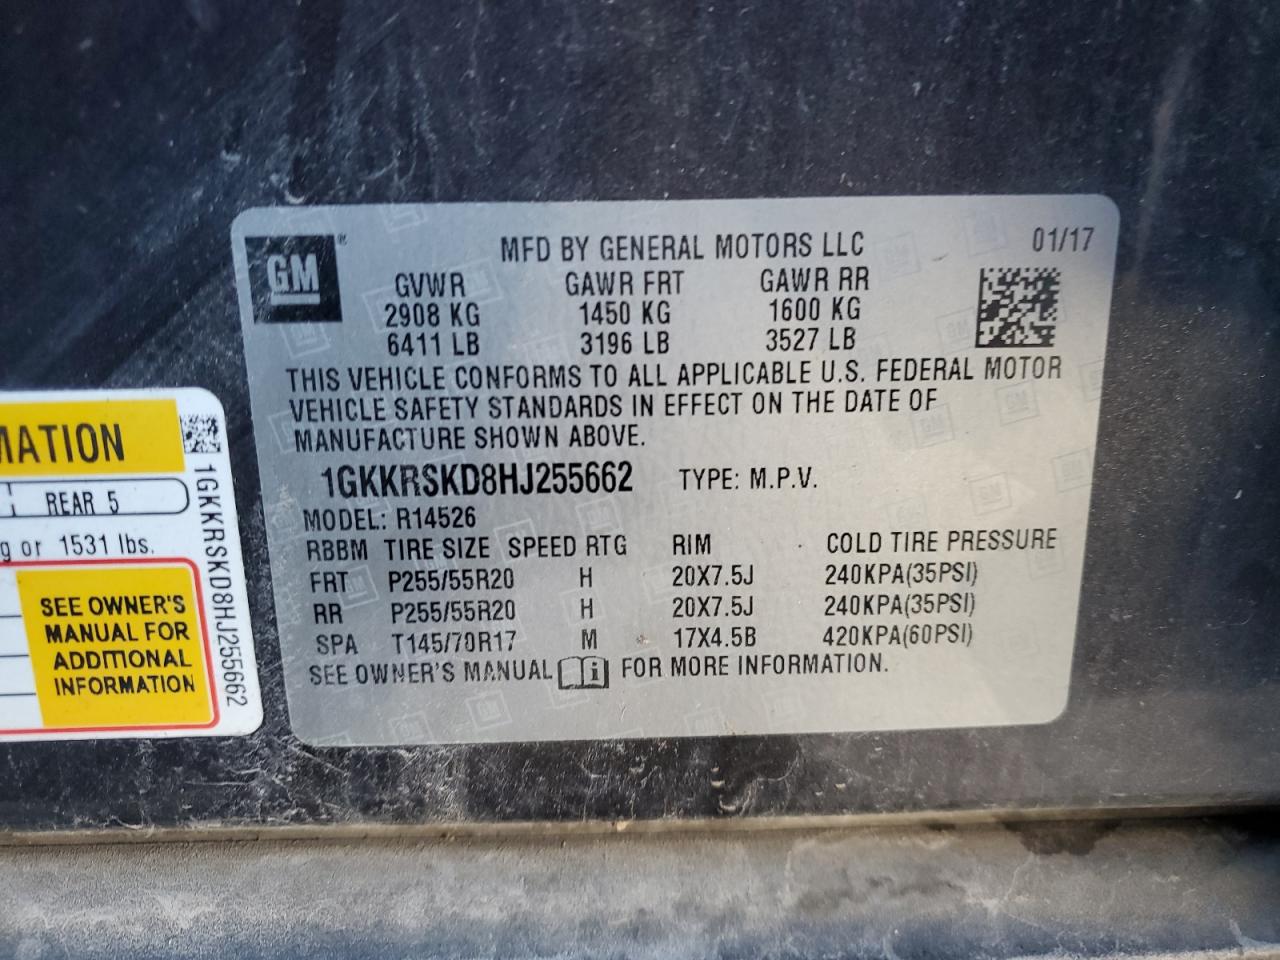 GM
MFD BY GENERAL MOTORS LLC 01/17
GVWR GAWR FRT GAWR RR
2908 KG 1450 KG 1600 KG
6411 LB 3196 LB 3527 LB
THIS VEHICLE CONFORMS TO ALL APPLICABLE U.S. FEDERAL MOTOR
VEHICLE SAFETY STANDARDS IN EFFECT ON THE DATE OF
MANUFACTURE SHOWN ABOVE.
1GKKRSKD8HJ255662 TYPE: M.P.V.
MODEL: R14526
RBBM TIRE SIZE SPEED RTG RIM COLD TIRE PRESSURE
FRT P255/55R20 H 20X7.5J 240KPA(35PSI)
RR P255/55R20 H 20X7.5J 240KPA(35PSI)
SPA T145/70R17 M 17X4.5B 420KPA(60PSI)
SEE OWNER'S MANUAL i FOR MORE INFORMATION.
MATION
REAR 5
g or 1531 lbs.
SEE OWNER'S
MANUAL FOR
ADDITIONAL
INFORMATION
1GKKRSKD8HJ255662